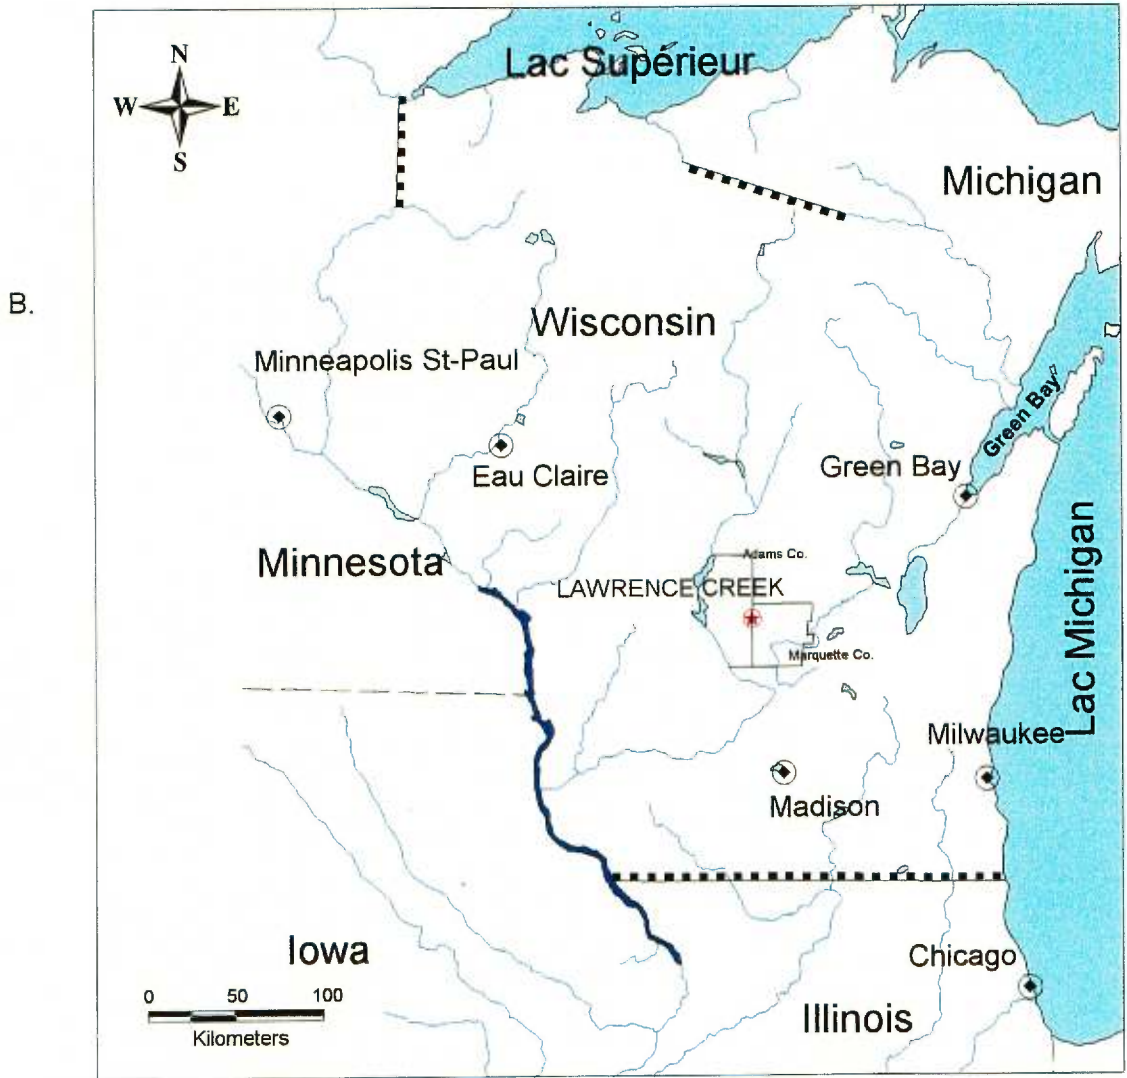 Lac Supérieur
N
W E
S
Michigan
B.
Wisconsin
Minneapolis St-Paul
Green Bay
Eau Claire
Green Bay
Minnesota
Adams Co.
LAWRENCE CREEK
Marquette Co.
Lac Michigan
Milwaukee
Madison
Iowa
Chicago
0 50 100
Kilometers
Illinois